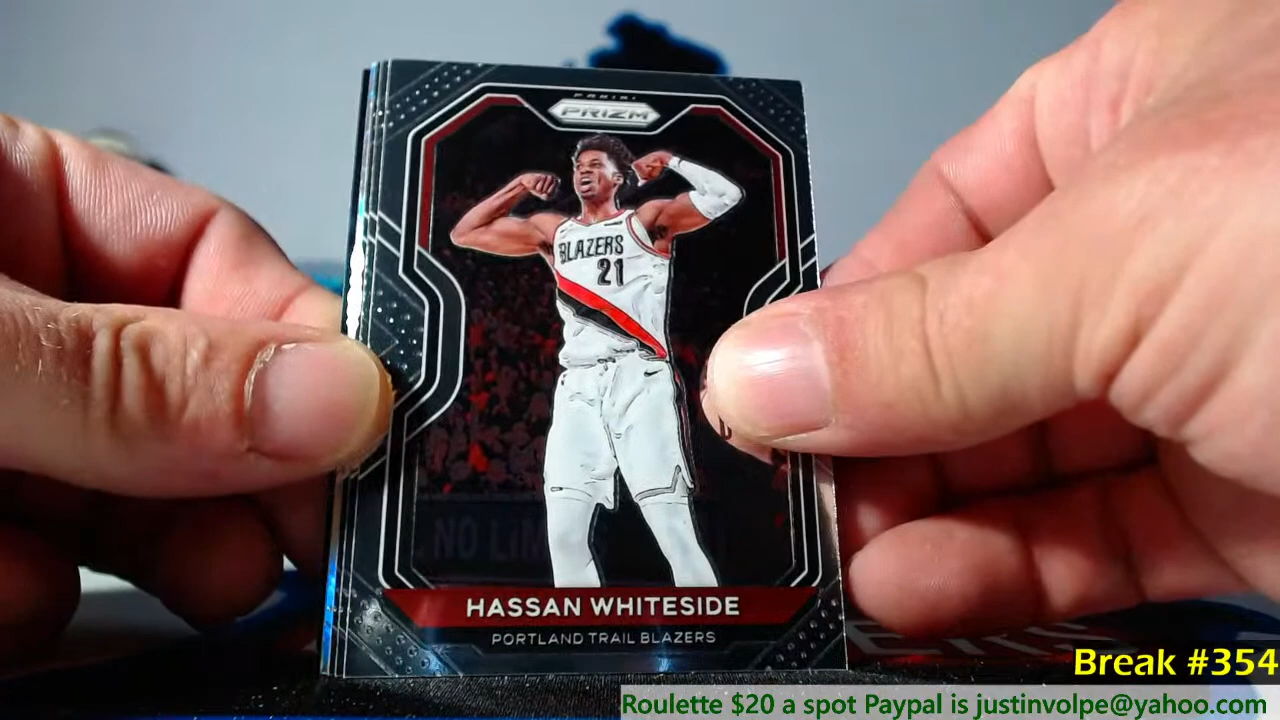 PANINI
PRIZM
BLAZERS
21
NO LIM
HASSAN WHITESIDE
PORTLAND TRAIL BLAZERS
Break #354
Roulette $20 a spot Paypal is justinvolpe@yahoo.com